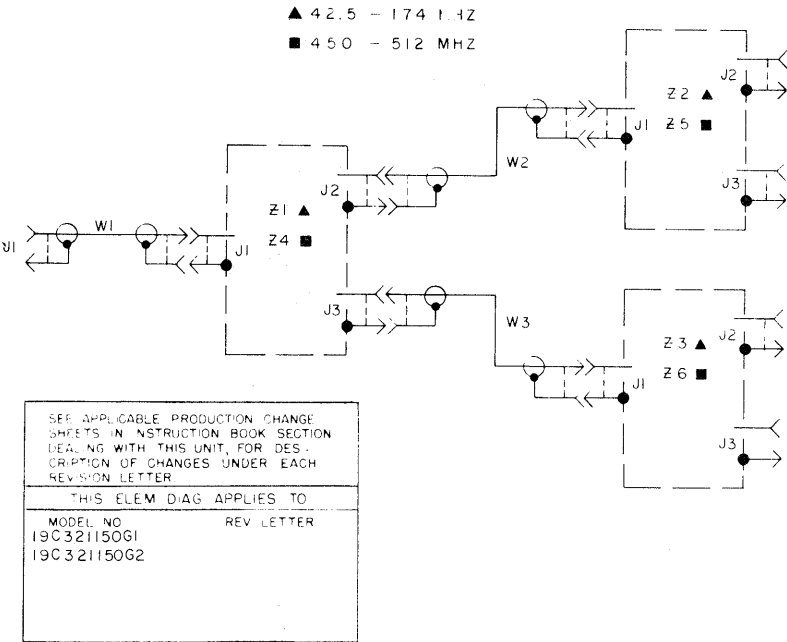 ▲ 42.5 - 174 MHZ
■ 450 - 512 MHZ
J2
Z2 ▲
Z5 ■
J1
W2
J3
J2
Z1 ▲
Z4 ■
W1
J1
J1
J3
W3
Z3 ▲
J2
Z6 ■
J1
J3
SEE APPLICABLE PRODUCTION CHANGE
SHEETS IN INSTRUCTION BOOK SECTION
DEALING WITH THIS UNIT, FOR DES-
CRIPTION OF CHANGES UNDER EACH
REVISION LETTER
THIS ELEM DIAG APPLIES TO
MODEL NO REV LETTER
19C321150G1
19C321150G2